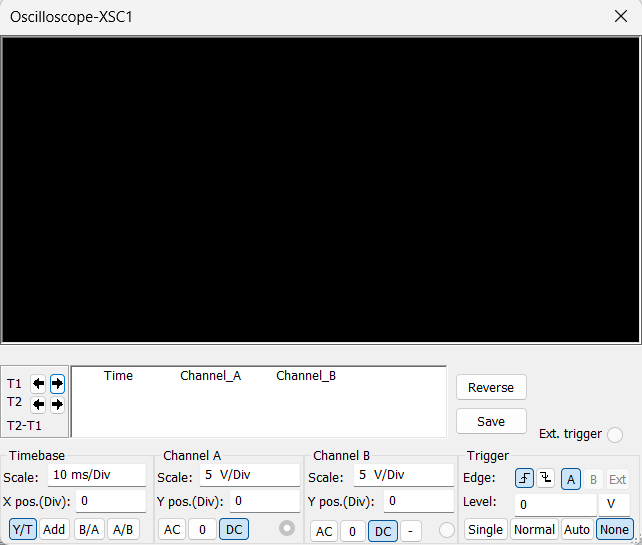 Oscilloscope-XSC1
Time Channel_A Channel_B
T1
T2
T2-T1
Reverse
Save
Ext. trigger
Timebase
Scale: 10 ms/Div
X pos.(Div): 0
Y/T Add B/A A/B
Channel A
Scale: 5 V/Div
Y pos.(Div): 0
AC 0 DC
Channel B
Scale: 5 V/Div
Y pos.(Div): 0
AC 0 DC -
Trigger
Edge: A B Ext
Level: 0 V
Single Normal Auto None